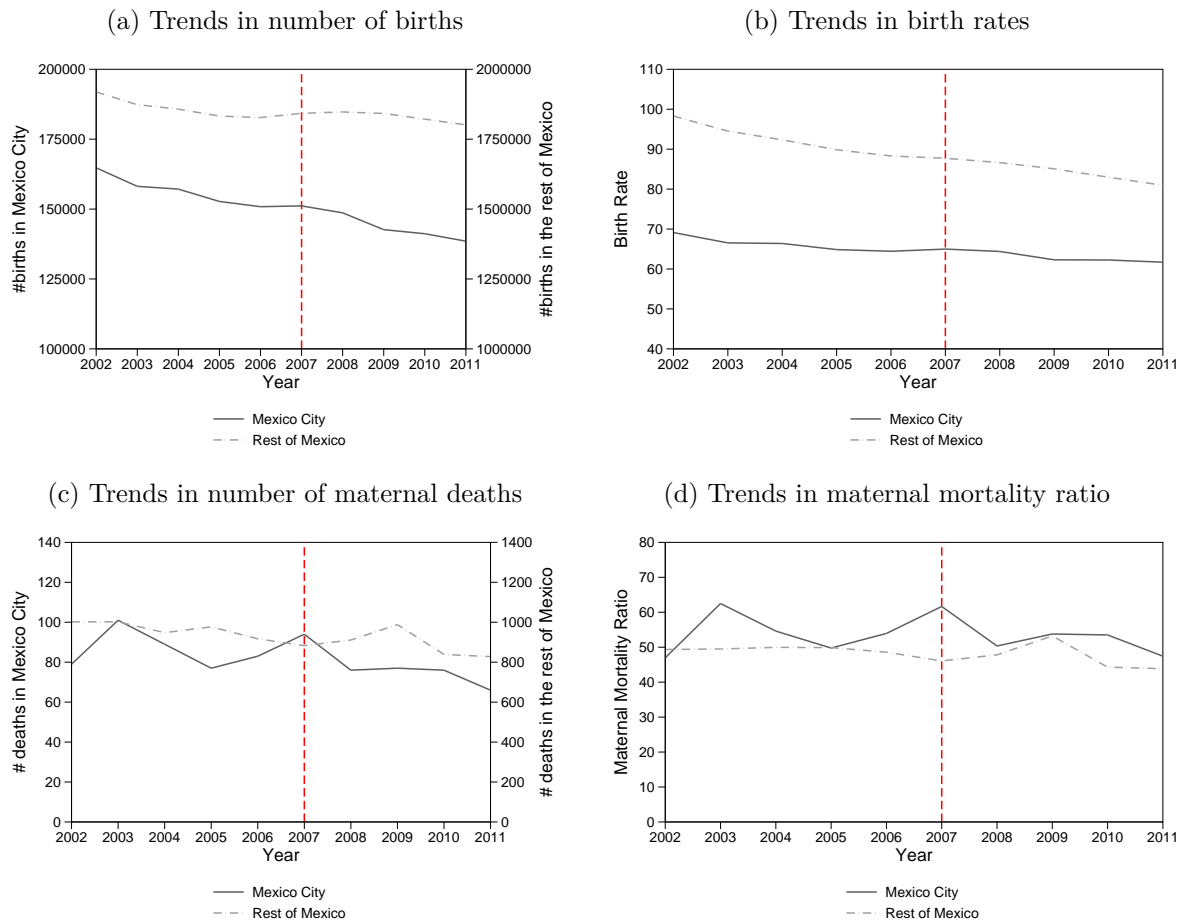 (a) Trends in number of births
200000
175000
150000
125000
100000
#births in Mexico City
2000000
1750000
1500000
1250000
1000000
#births in the rest of Mexico
2002 2003 2004 2005 2006 2007 2008 2009 2010 2011
Year
Mexico City
Rest of Mexico
(b) Trends in birth rates
110
100
90
80
70
60
50
40
Birth Rate
2002 2003 2004 2005 2006 2007 2008 2009 2010 2011
Year
Mexico City
Rest of Mexico
(c) Trends in number of maternal deaths
140
120
100
80
60
40
20
0
# deaths in Mexico City
1400
1200
1000
800
600
400
200
0
# deaths in the rest of Mexico
2002 2003 2004 2005 2006 2007 2008 2009 2010 2011
Year
Mexico City
Rest of Mexico
(d) Trends in maternal mortality ratio
80
70
60
50
40
30
20
10
0
Maternal Mortality Ratio
2002 2003 2004 2005 2006 2007 2008 2009 2010 2011
Year
Mexico City
Rest of Mexico